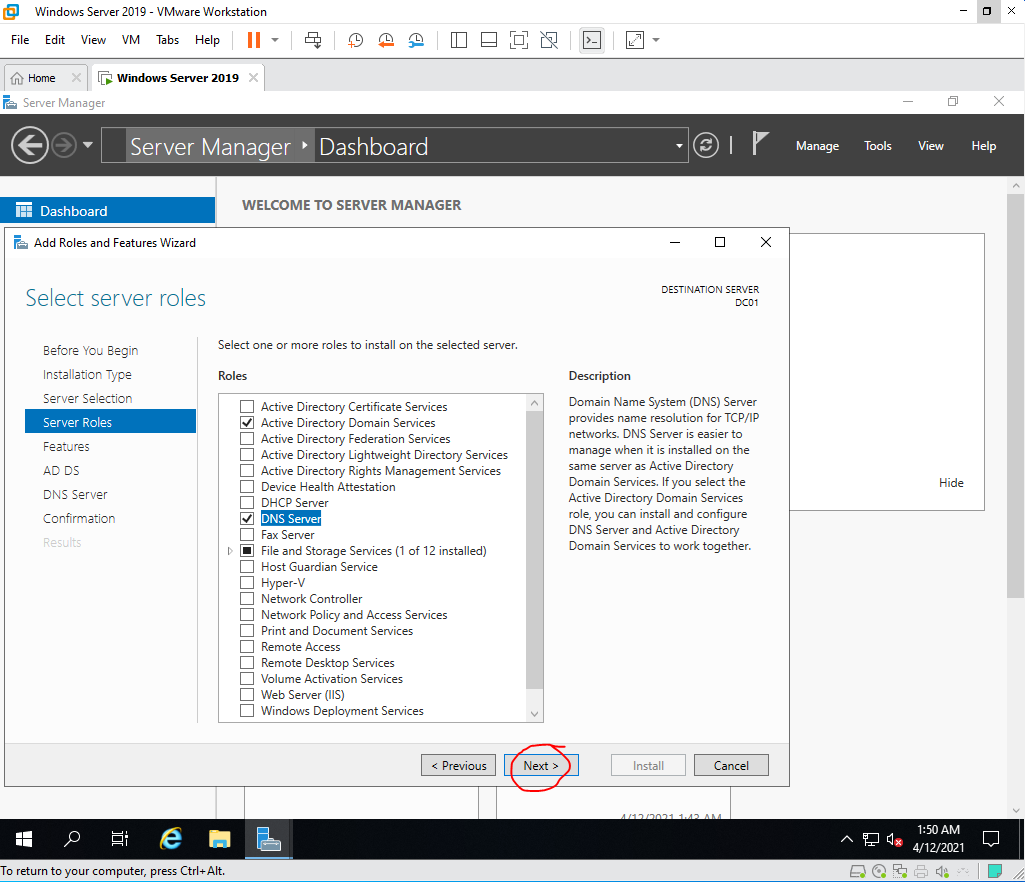 Windows Server 2019 - VMware Workstation
File Edit View VM Tabs Help
Home Windows Server 2019
Server Manager
Server Manager Dashboard Manage Tools View Help
Dashboard
WELCOME TO SERVER MANAGER
Add Roles and Features Wizard
Select server roles
DESTINATION SERVER
DC01
Before You Begin
Installation Type
Server Selection
Server Roles
Features
AD DS
DNS Server
Confirmation
Results
Select one or more roles to install on the selected server.
Roles
Active Directory Certificate Services
Active Directory Domain Services
Active Directory Federation Services
Active Directory Lightweight Directory Services
Active Directory Rights Management Services
Device Health Attestation
DHCP Server
DNS Server
Fax Server
File and Storage Services (1 of 12 installed)
Host Guardian Service
Hyper-V
Network Controller
Network Policy and Access Services
Print and Document Services
Remote Access
Remote Desktop Services
Volume Activation Services
Web Server (IIS)
Windows Deployment Services
Description
Domain Name System (DNS) Server
provides name resolution for TCP/IP
networks. DNS Server is easier to
manage when it is installed on the
same server as Active Directory
Domain Services. If you select the
Active Directory Domain Services
role, you can install and configure
DNS Server and Active Directory
Domain Services to work together.
Hide
< Previous Next > Install Cancel
4/12/2021 1:43 AM
1:50 AM
4/12/2021
To return to your computer, press Ctrl+Alt.